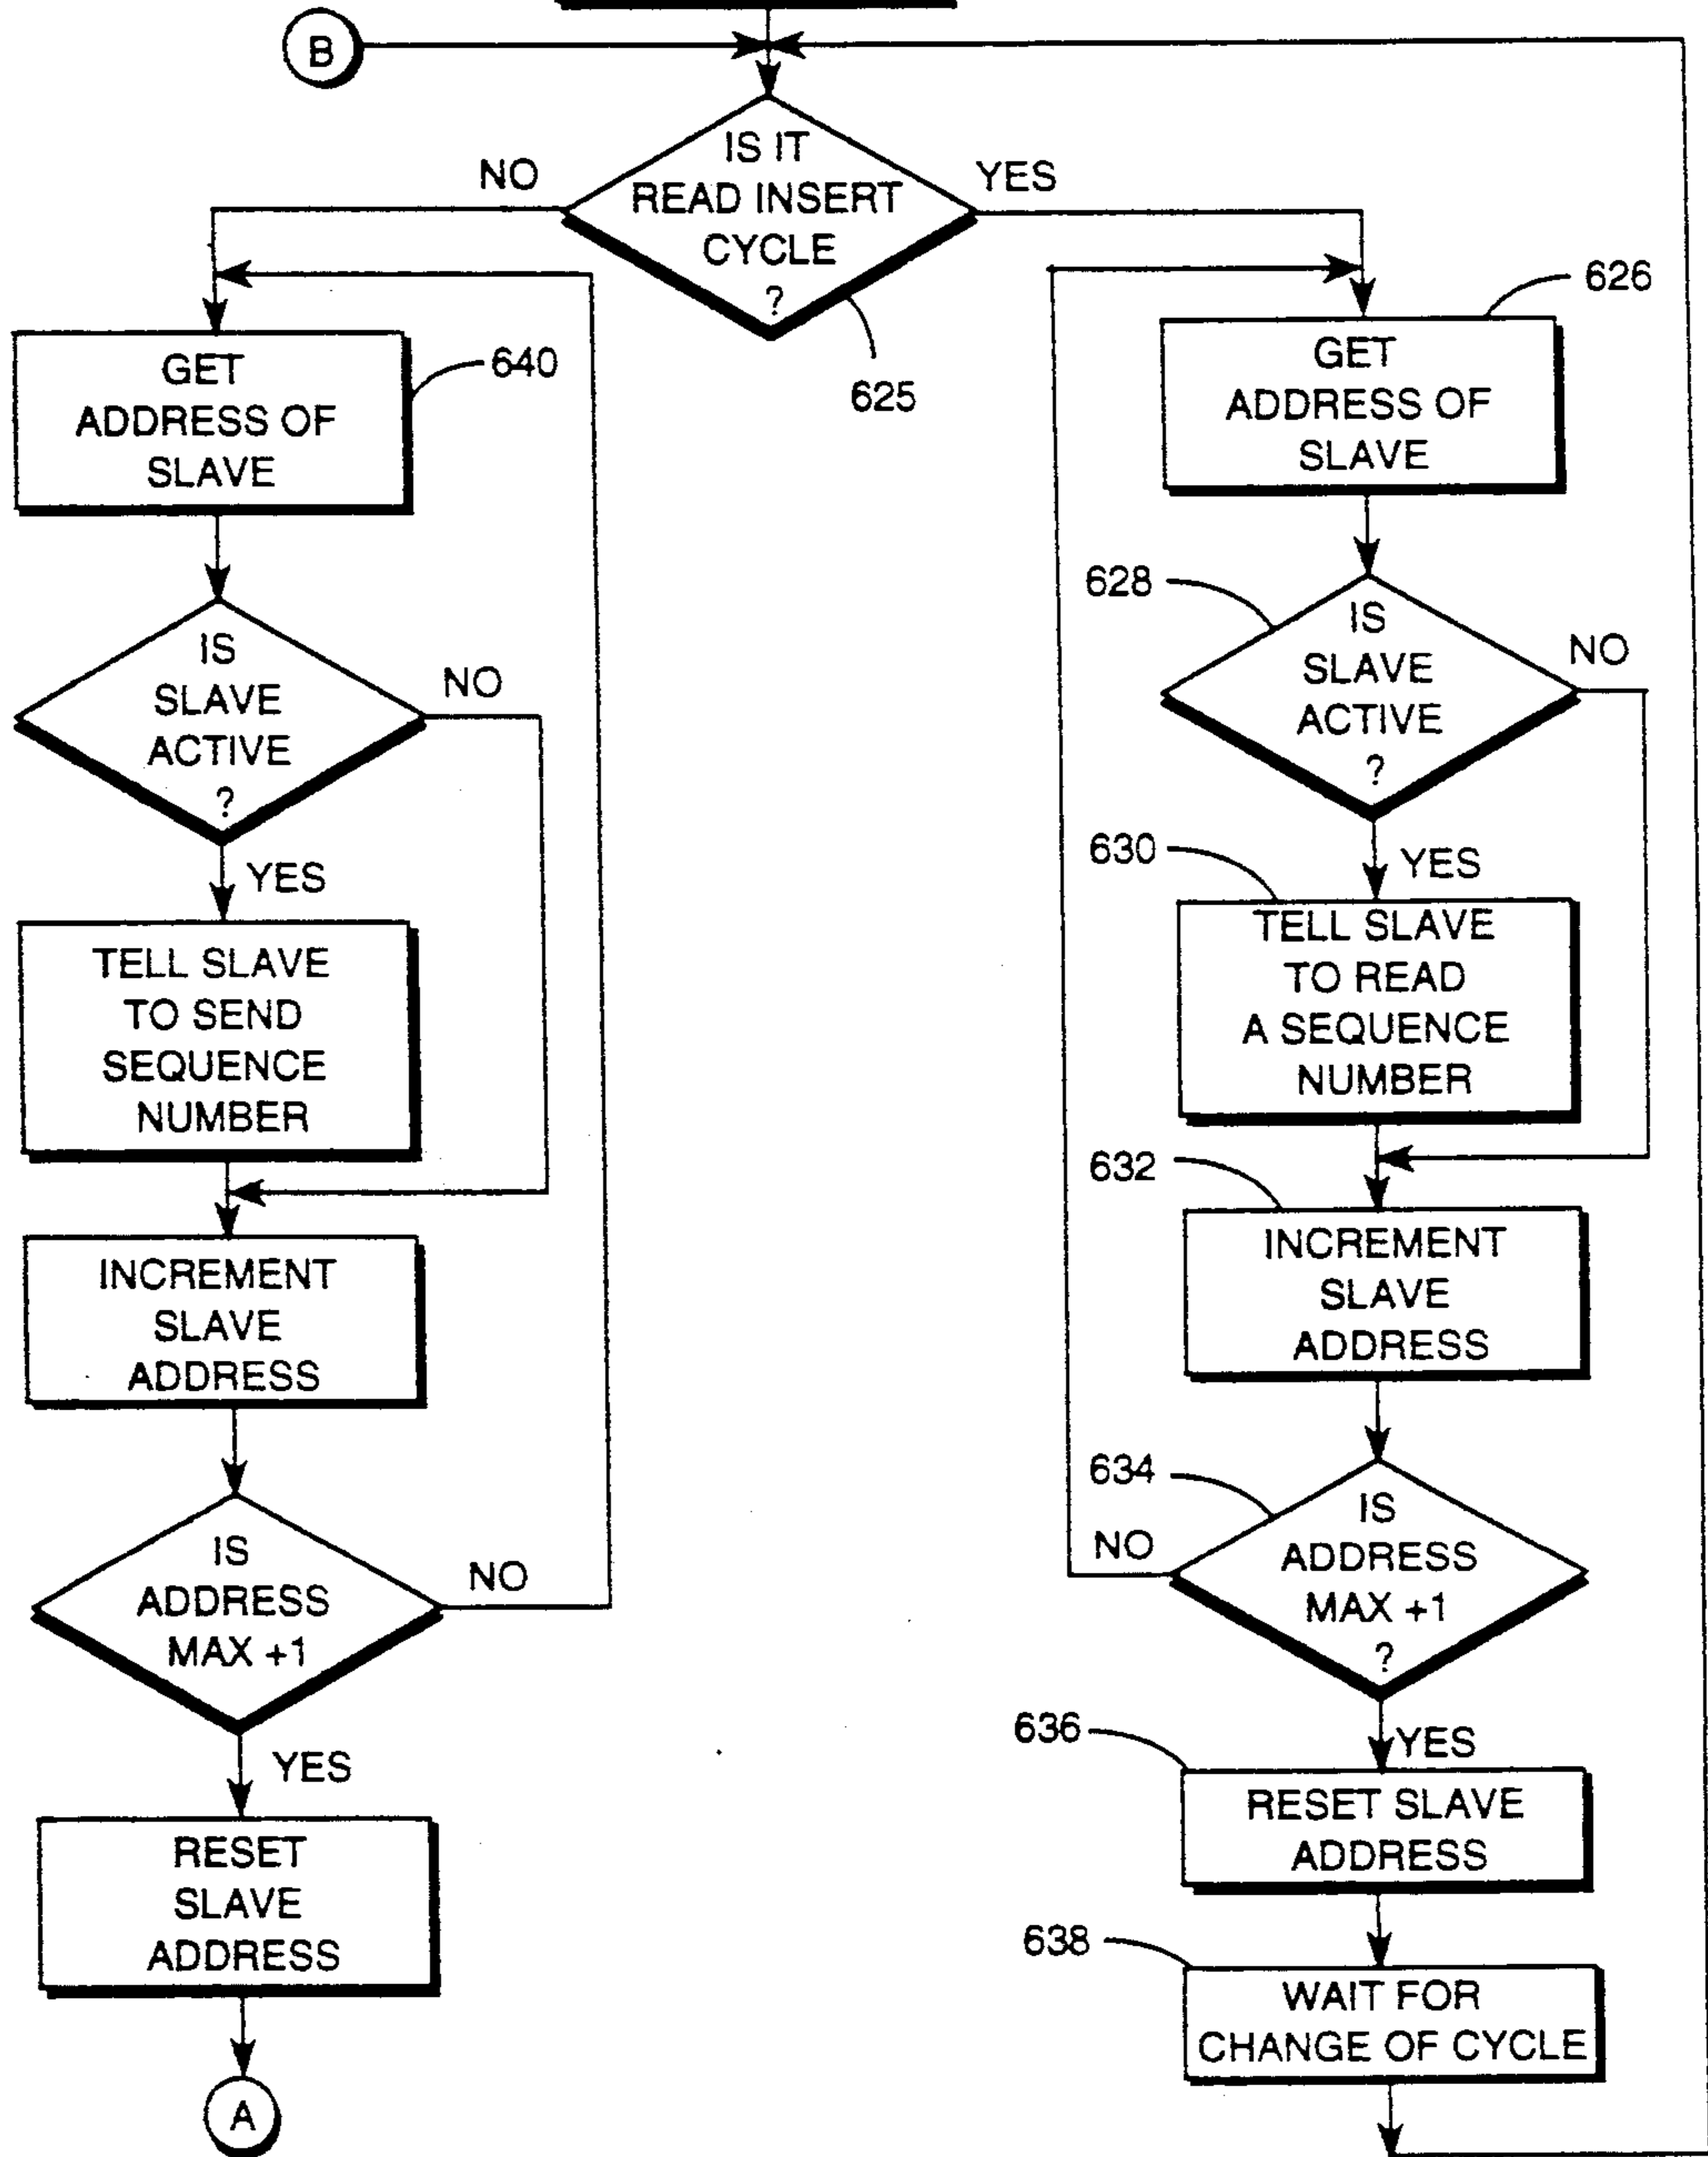 B
IS IT
READ INSERT
CYCLE
?
NO
YES
625
GET
ADDRESS OF
SLAVE
640
IS
SLAVE
ACTIVE
?
NO
YES
TELL SLAVE
TO SEND
SEQUENCE
NUMBER
INCREMENT
SLAVE
ADDRESS
IS
ADDRESS
MAX +1
NO
YES
RESET
SLAVE
ADDRESS
A
626
GET
ADDRESS OF
SLAVE
628
IS
SLAVE
ACTIVE
?
NO
YES
630
TELL SLAVE
TO READ
A SEQUENCE
NUMBER
632
INCREMENT
SLAVE
ADDRESS
634
IS
ADDRESS
MAX +1
?
NO
YES
636
RESET SLAVE
ADDRESS
638
WAIT FOR
CHANGE OF CYCLE